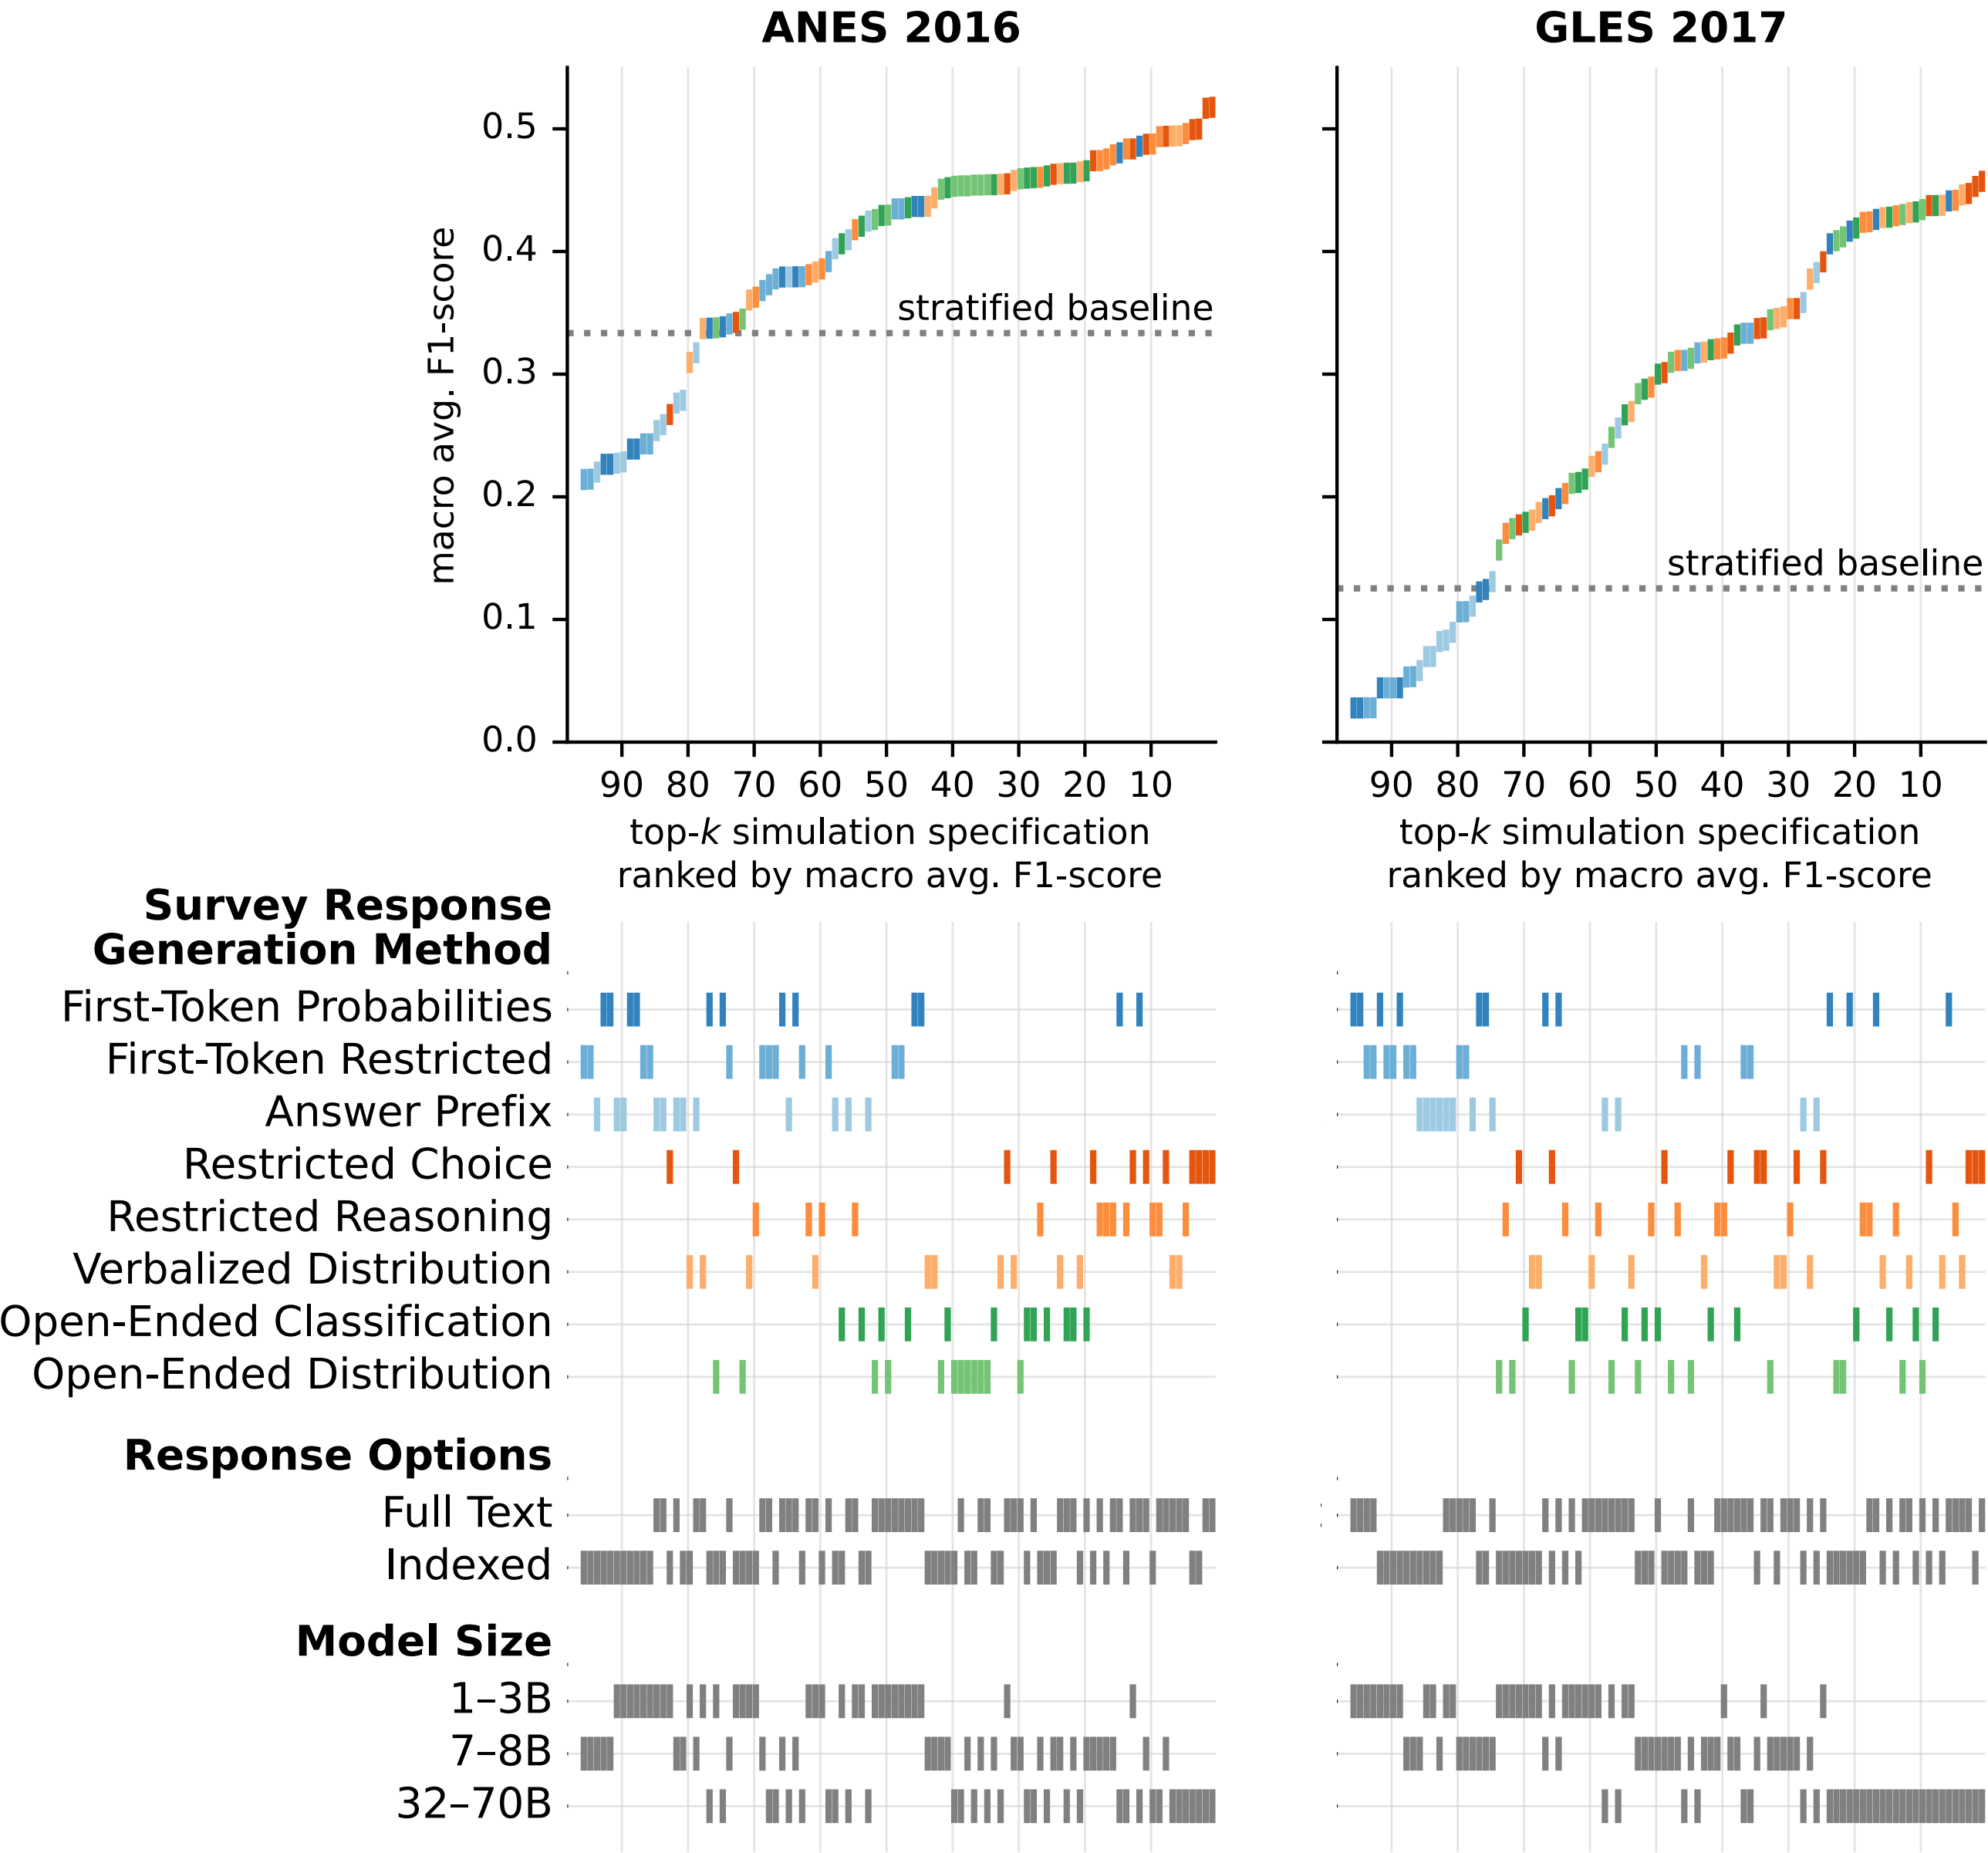 ANES 2016
GLES 2017
macro avg. F1-score
0.5
0.4
0.3
0.2
0.1
0.0
stratified baseline
stratified baseline
90 80 70 60 50 40 30 20 10
90 80 70 60 50 40 30 20 10
top-k simulation specification
ranked by macro avg. F1-score
top-k simulation specification
ranked by macro avg. F1-score
Survey Response
Generation Method
First-Token Probabilities
First-Token Restricted
Answer Prefix
Restricted Choice
Restricted Reasoning
Verbalized Distribution
Open-Ended Classification
Open-Ended Distribution
Response Options
Full Text
Indexed
Model Size
1–3B
7–8B
32–70B